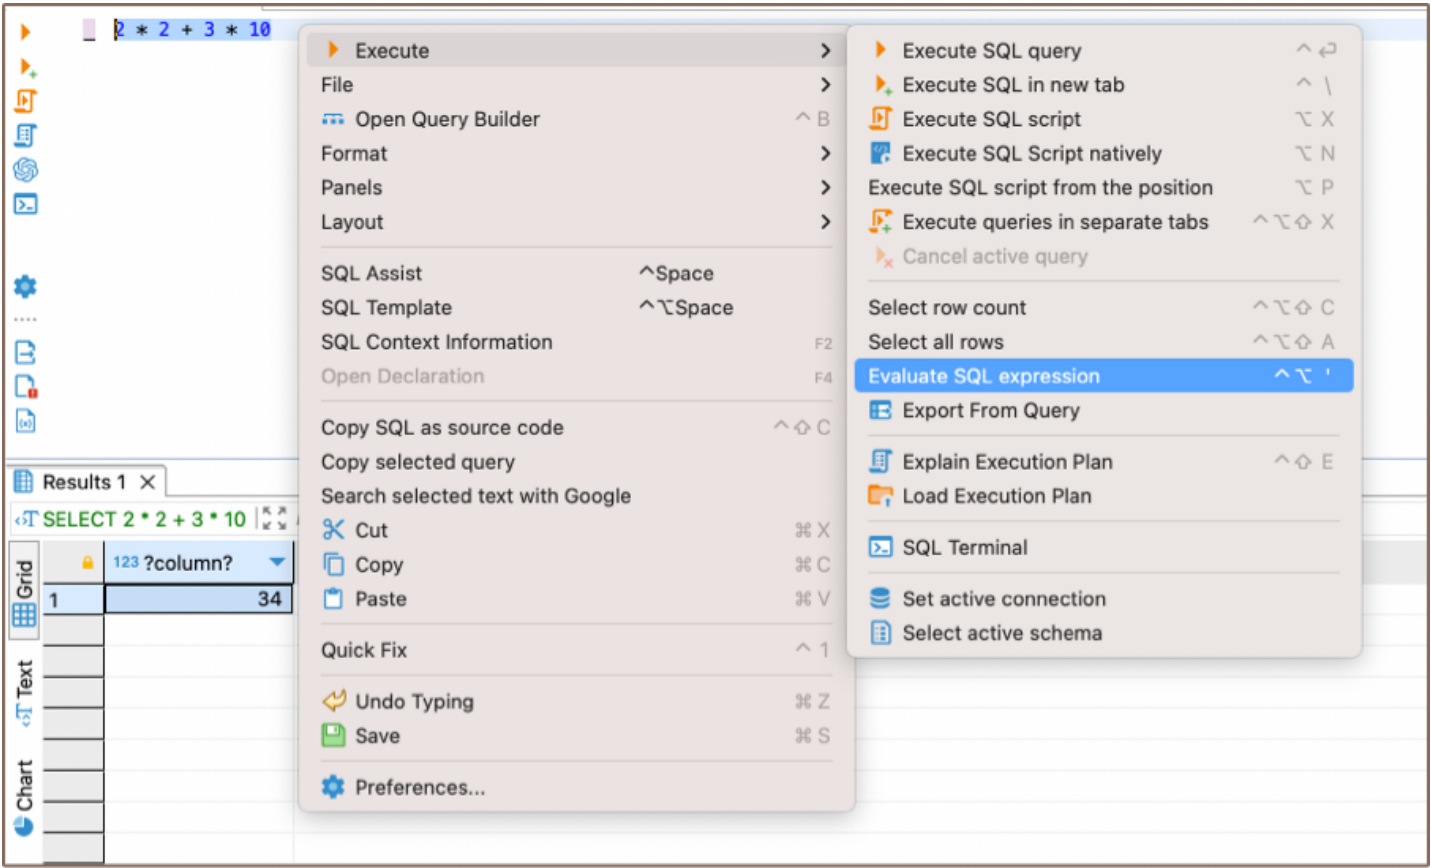 2 * 2 + 3 * 10
Execute
File
Open Query Builder ^ B
Format
Panels
Layout
SQL Assist ^Space
SQL Template ^⌥Space
SQL Context Information F2
Open Declaration F4
Copy SQL as source code ^ ⇧ C
Copy selected query
Search selected text with Google
Cut ⌘ X
Copy ⌘ C
Paste ⌘ V
Quick Fix ^ 1
Undo Typing ⌘ Z
Save ⌘ S
Preferences...
Execute SQL query ^ ⏎
Execute SQL in new tab ^ \
Execute SQL script ⌥ X
Execute SQL Script natively ⌥ N
Execute SQL script from the position ⌥ P
Execute queries in separate tabs ^⌥⇧ X
Cancel active query
Select row count ^⌥⇧ C
Select all rows ^⌥⇧ A
Evaluate SQL expression ^⌥ '
Export From Query
Explain Execution Plan ^ ⇧ E
Load Execution Plan
SQL Terminal
Set active connection
Select active schema
Results 1
SELECT 2 * 2 + 3 * 10
123 ?column?
1 34
Grid
Text
Chart